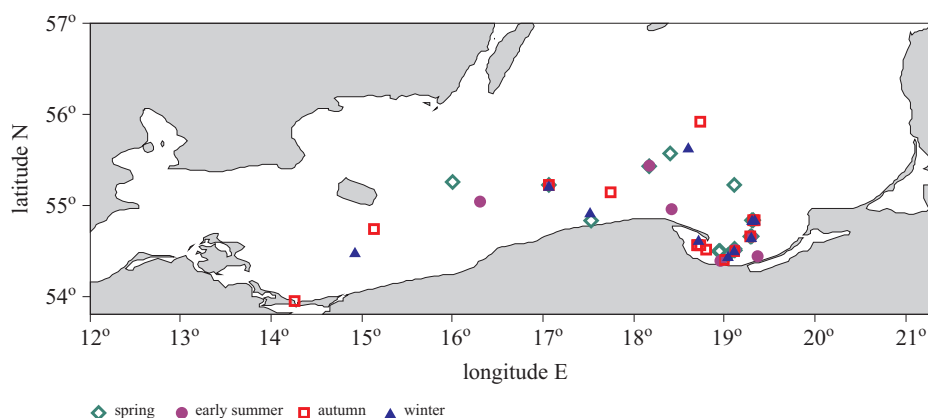 57°
56°
55°
54°
latitude N
12° 13° 14° 15° 16° 17° 18° 19° 20° 21°
longitude E
spring early summer autumn winter